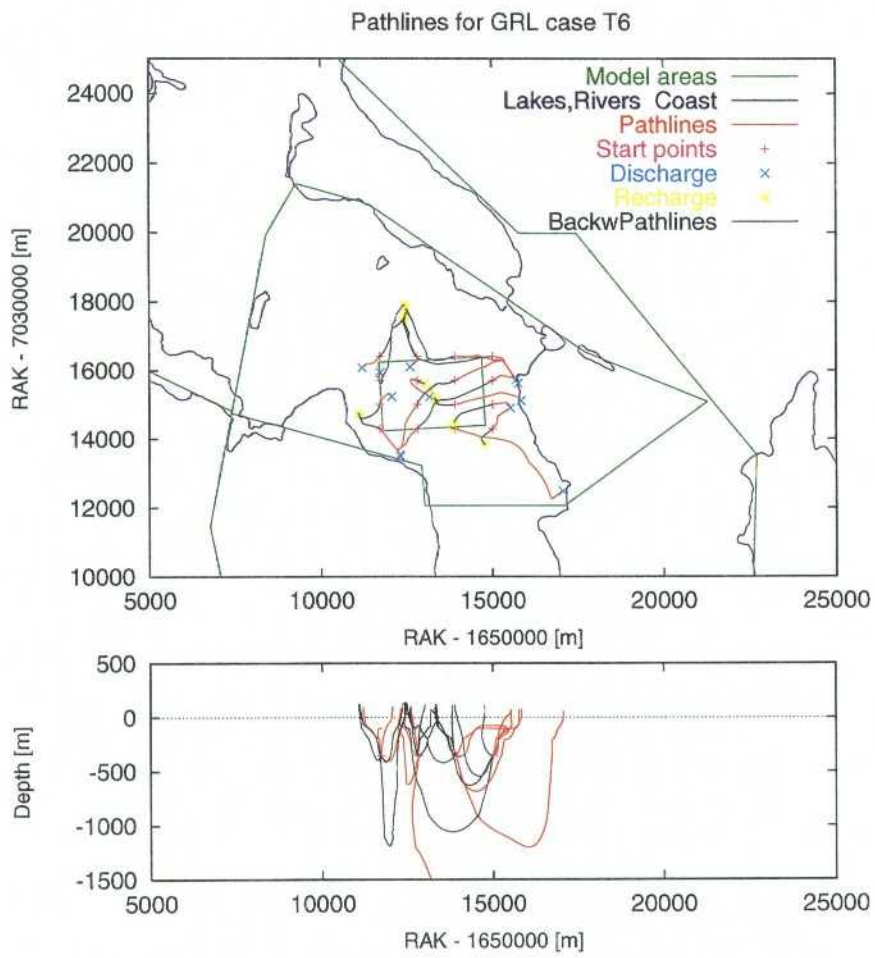 Pathlines for GRL case T6
Model areas
Lakes,Rivers Coast
Pathlines
Start points
Discharge
Recharge
BackwPathlines
RAK - 7030000 [m]
24000
22000
20000
18000
16000
14000
12000
10000
5000 10000 15000 20000 25000
RAK - 1650000 [m]
Depth [m]
500
0
-500
-1000
-1500
5000 10000 15000 20000 25000
RAK - 1650000 [m]